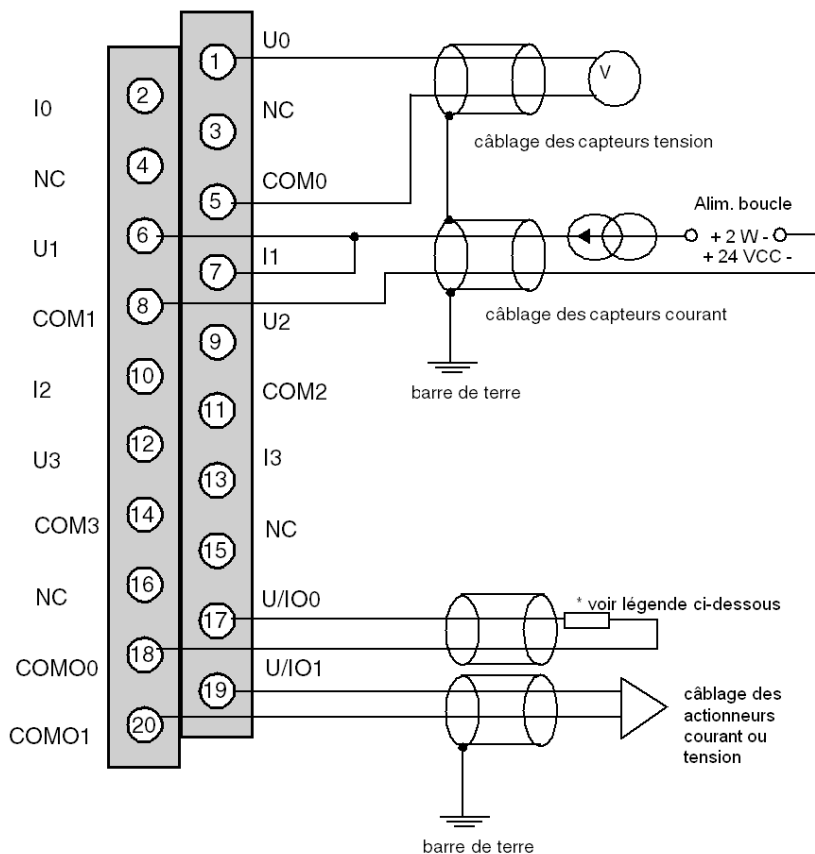 U0
1
V
2
I0
NC
3
câblage des capteurs tension
4
NC
COM0
5
Alim. boucle
6
U1
I1
+ 2 W -
+ 24 VCC -
7
8
COM1
U2
câblage des capteurs courant
9
10
I2
COM2
barre de terre
11
12
U3
I3
13
14
COM3
NC
15
16
NC
U/IO0
* voir légende ci-dessous
17
18
COMO0
U/IO1
19
câblage des
actionneurs
courant ou
tension
20
COMO1
barre de terre